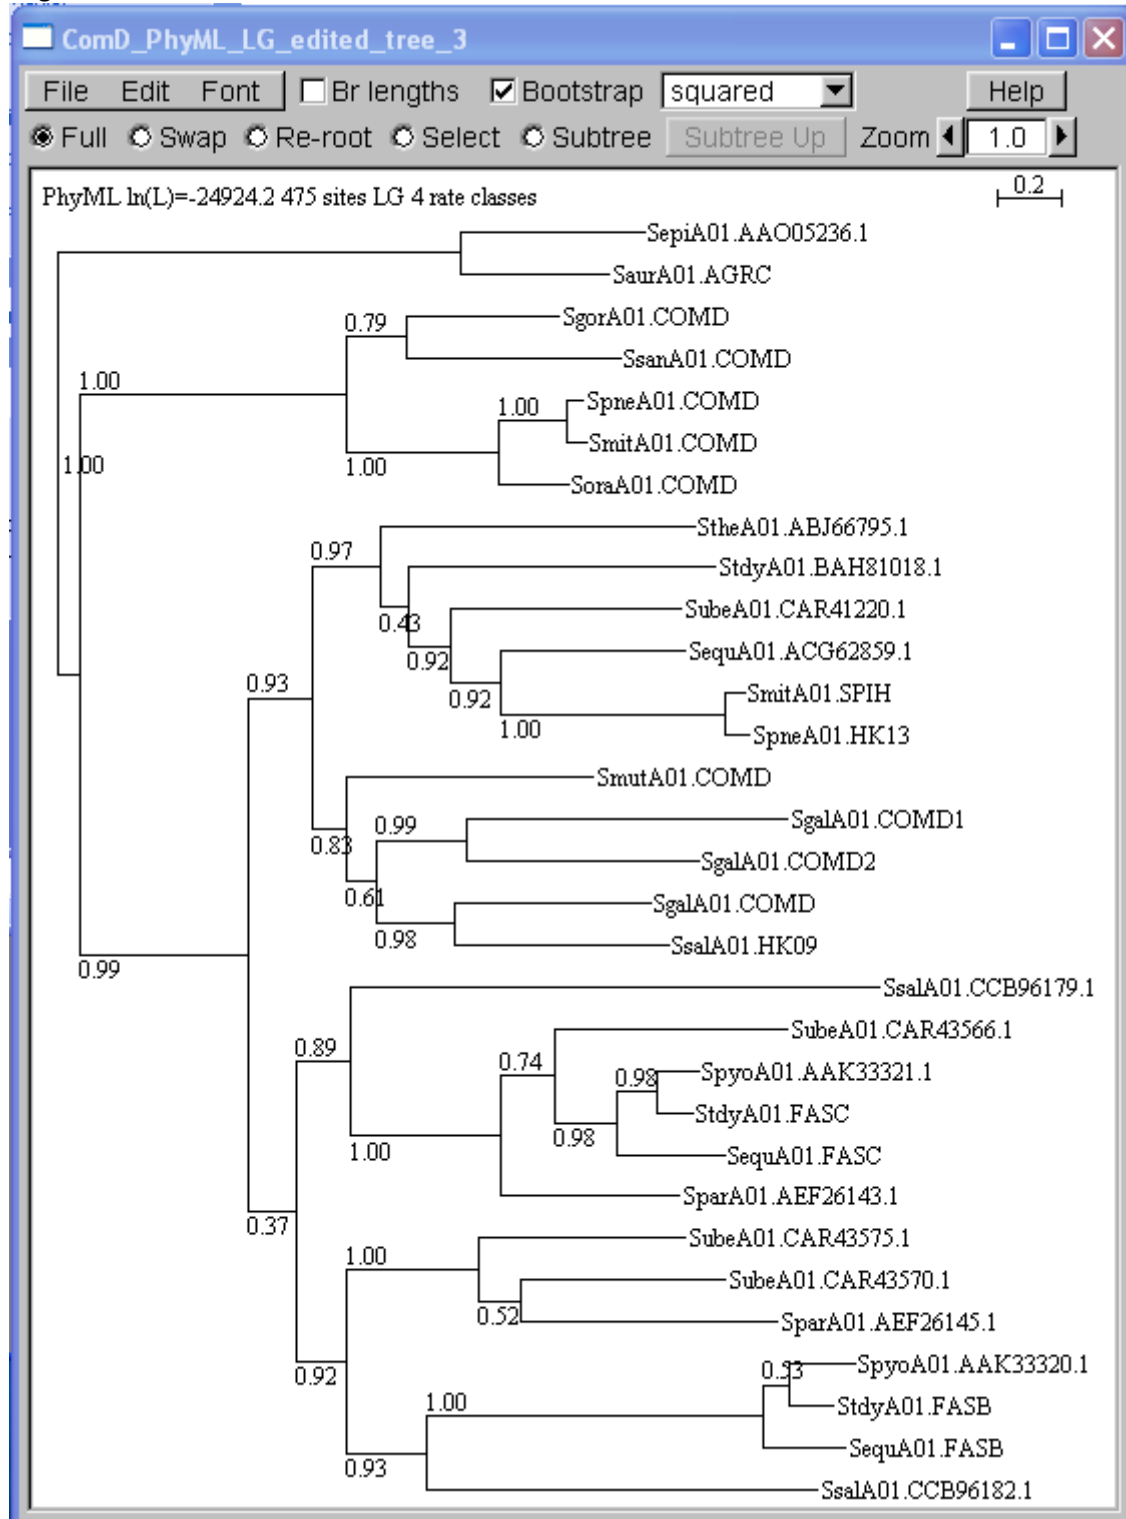 ComD_PhyML_LG_edited_tree_3
File Edit Font Br lengths Bootstrap squared Help
Full Swap Re-root Select Subtree Subtree Up Zoom 1.0
PhyML ln(L)=-24924.2 475 sites LG 4 rate classes 0.2
SepiA01.AAO05236.1
SaurA01.AGRC
0.79 SgorA01.COMD
SsanA01.COMD
1.00
1.00 SpneA01.COMD
SmitA01.COMD
1.00 1.00
SoraA01.COMD
StheA01.ABJ66795.1
0.97
StdyA01.BAH81018.1
SubeA01.CAR41220.1
0.43
SequA01.ACG62859.1
0.92
0.93
SmitA01.SPIH
0.92
1.00 SpneA01.HK13
SmutA01.COMD
0.99 SgalA01.COMD1
0.83
SgalA01.COMD2
0.61 SgalA01.COMD
0.98 SsalA01.HK09
0.99
SsalA01.CCB96179.1
SubeA01.CAR43566.1
0.89
0.74
0.98 SpyoA01.AAK33321.1
StdyA01.FASC
0.98
1.00 SequA01.FASC
SparA01.AEF26143.1
0.37
SubeA01.CAR43575.1
1.00
SubeA01.CAR43570.1
0.52 SparA01.AEF26145.1
0.53 SpyoA01.AAK33320.1
0.92
1.00 StdyA01.FASB
SequA01.FASB
0.93
SsalA01.CCB96182.1